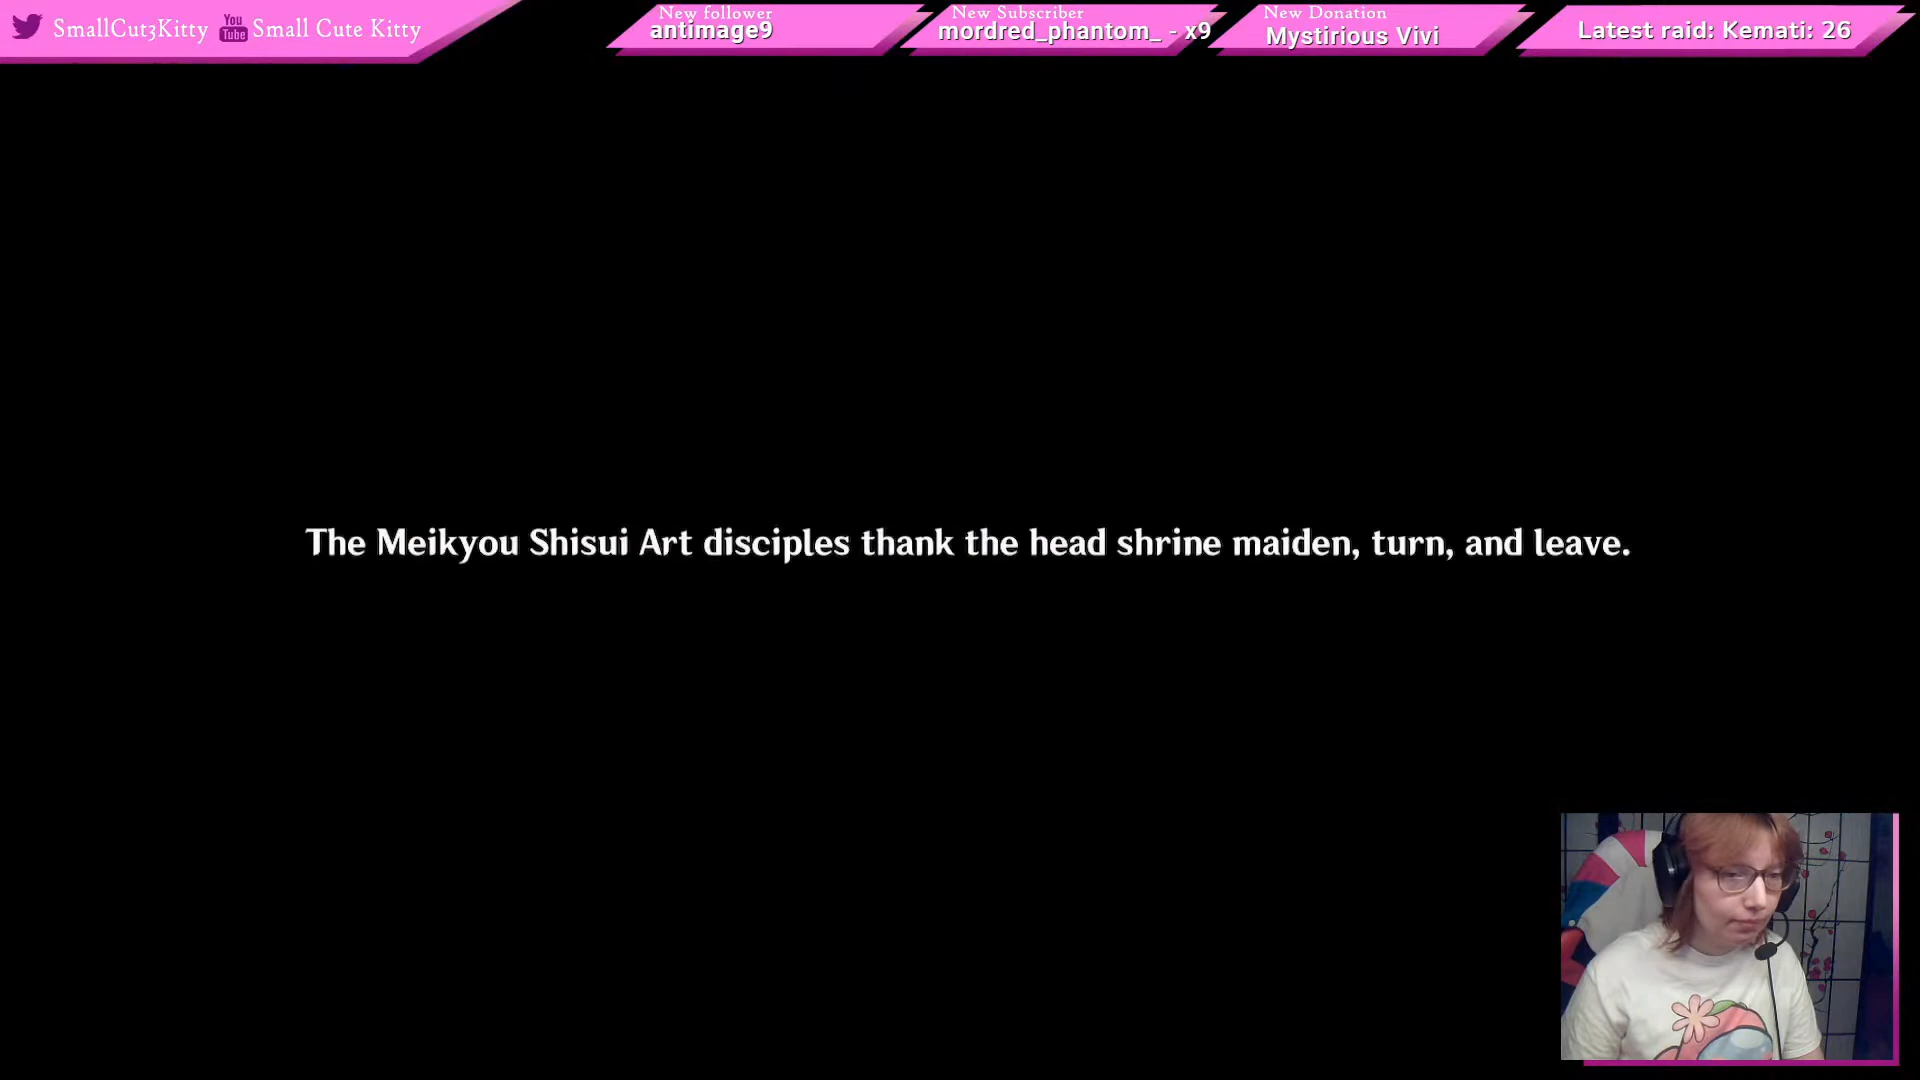 SmallCut3Kitty You Tube Small Cute Kitty
New follower
antimage9
New Subscriber
mordred_phantom_ - x9
New Donation
Mystirious Vivi
Latest raid: Kemati: 26
The Meikyou Shisui Art disciples thank the head shrine maiden, turn, and leave.